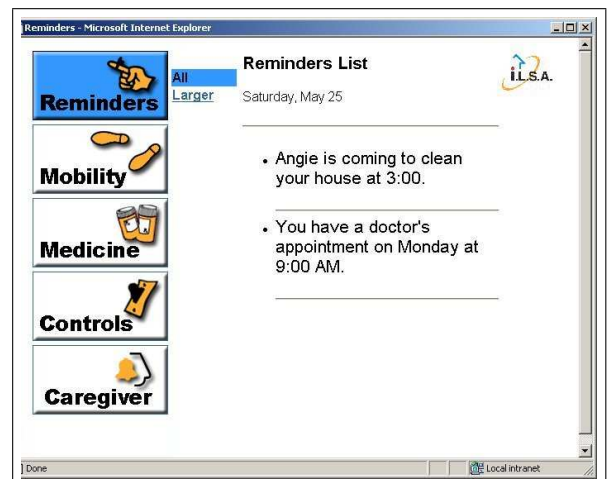 Reminders - Microsoft Internet Explorer
Reminders
All
Larger
Mobility
Medicine
Controls
Caregiver
Reminders List
i.L.S.A.
Saturday, May 25
• Angie is coming to clean
your house at 3:00.
• You have a doctor's
appointment on Monday at
9:00 AM.
Done
Local intranet